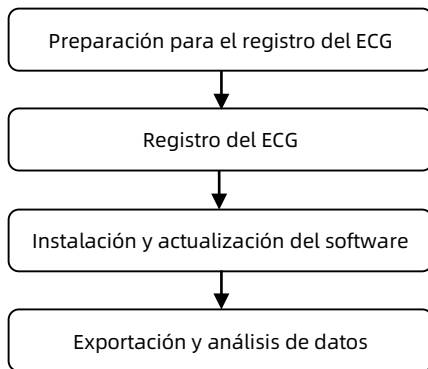 Preparación para el registro del ECG
Registro del ECG
Instalación y actualización del software
Exportación y análisis de datos